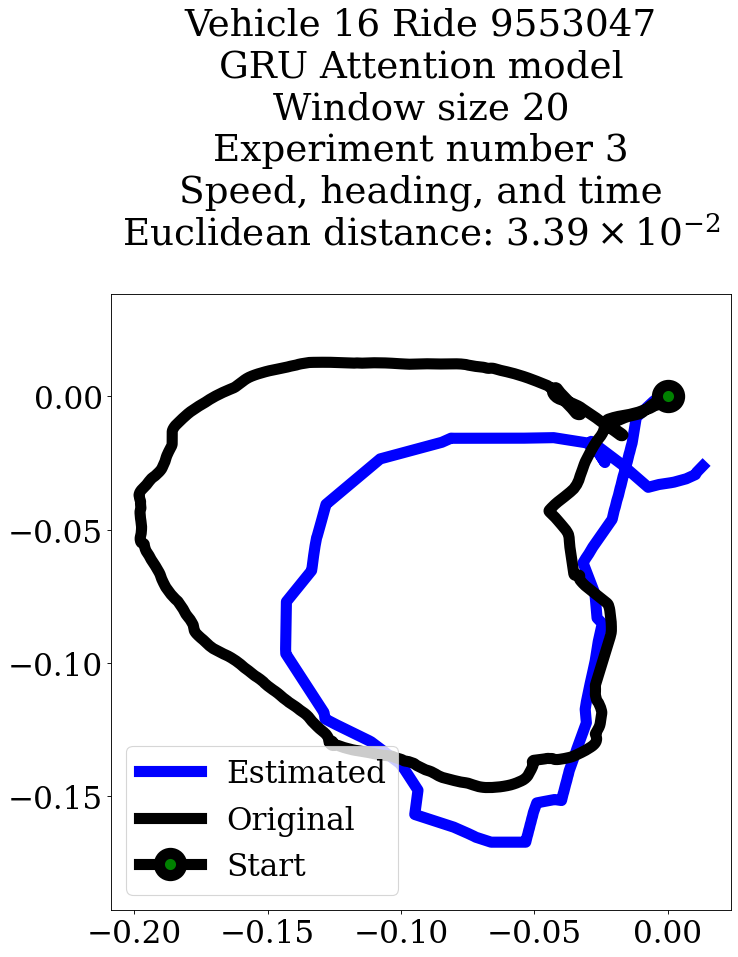 Vehicle 16 Ride 9553047
GRU Attention model
Window size 20
Experiment number 3
Speed, heading, and time
Euclidean distance: 3.39 × 10⁻²
0.00
−0.05
−0.10
−0.15
Estimated
Original
Start
−0.20 −0.15 −0.10 −0.05 0.00